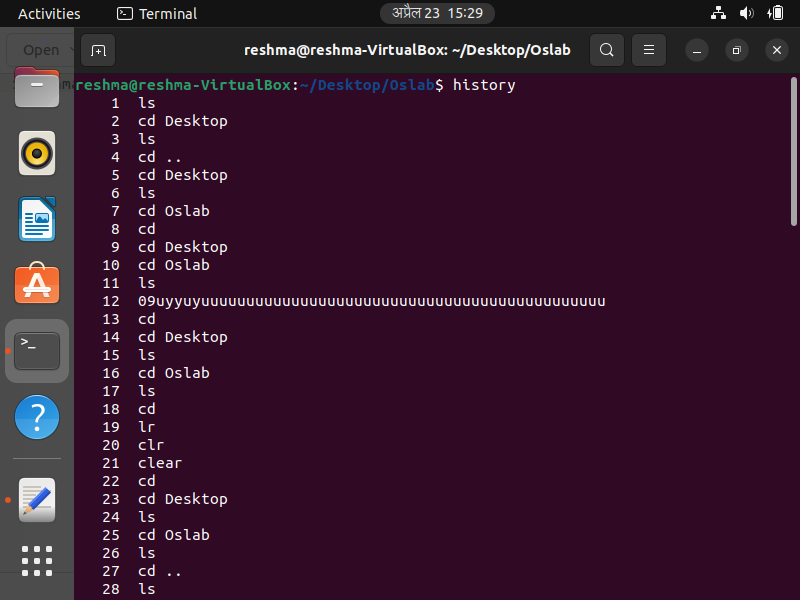 Activities Terminal अप्रैल 23 15:29
Open reshma@reshma-VirtualBox: ~/Desktop/Oslab
reshma@reshma-VirtualBox:~/Desktop/Oslab$ history
1 ls
2 cd Desktop
3 ls
4 cd ..
5 cd Desktop
6 ls
7 cd Oslab
8 cd
9 cd Desktop
10 cd Oslab
11 ls
12 09uyyuyuuuuuuuuuuuuuuuuuuuuuuuuuuuuuuuuuuuuuuuuuuuuu
13 cd
14 cd Desktop
15 ls
16 cd Oslab
17 ls
18 cd
19 lr
20 clr
21 clear
22 cd
23 cd Desktop
24 ls
25 cd Oslab
26 ls
27 cd ..
28 ls